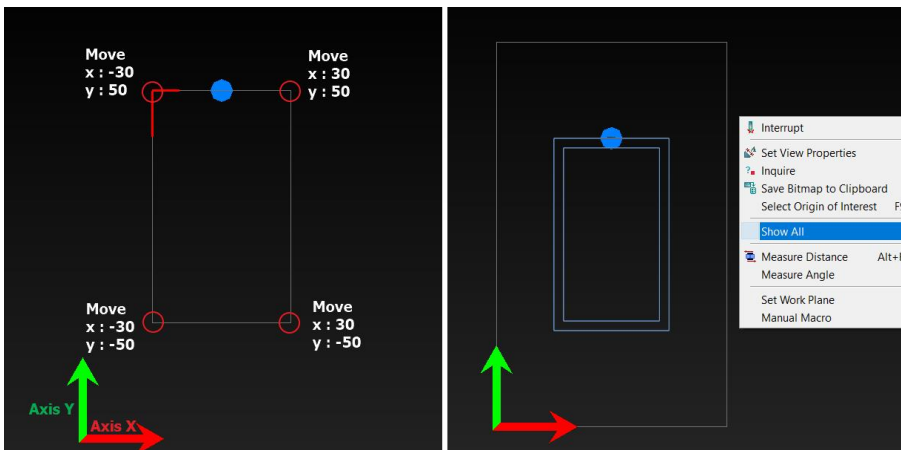 Move
x : -30
y : 50
Move
x : 30
y : 50
Move
x : -30
y : -50
Move
x : 30
y : -50
Axis Y
Axis X
Interrupt
Set View Properties
Inquire
Save Bitmap to Clipboard
Select Origin of Interest
Show All
Measure Distance
Measure Angle
Set Work Plane
Manual Macro